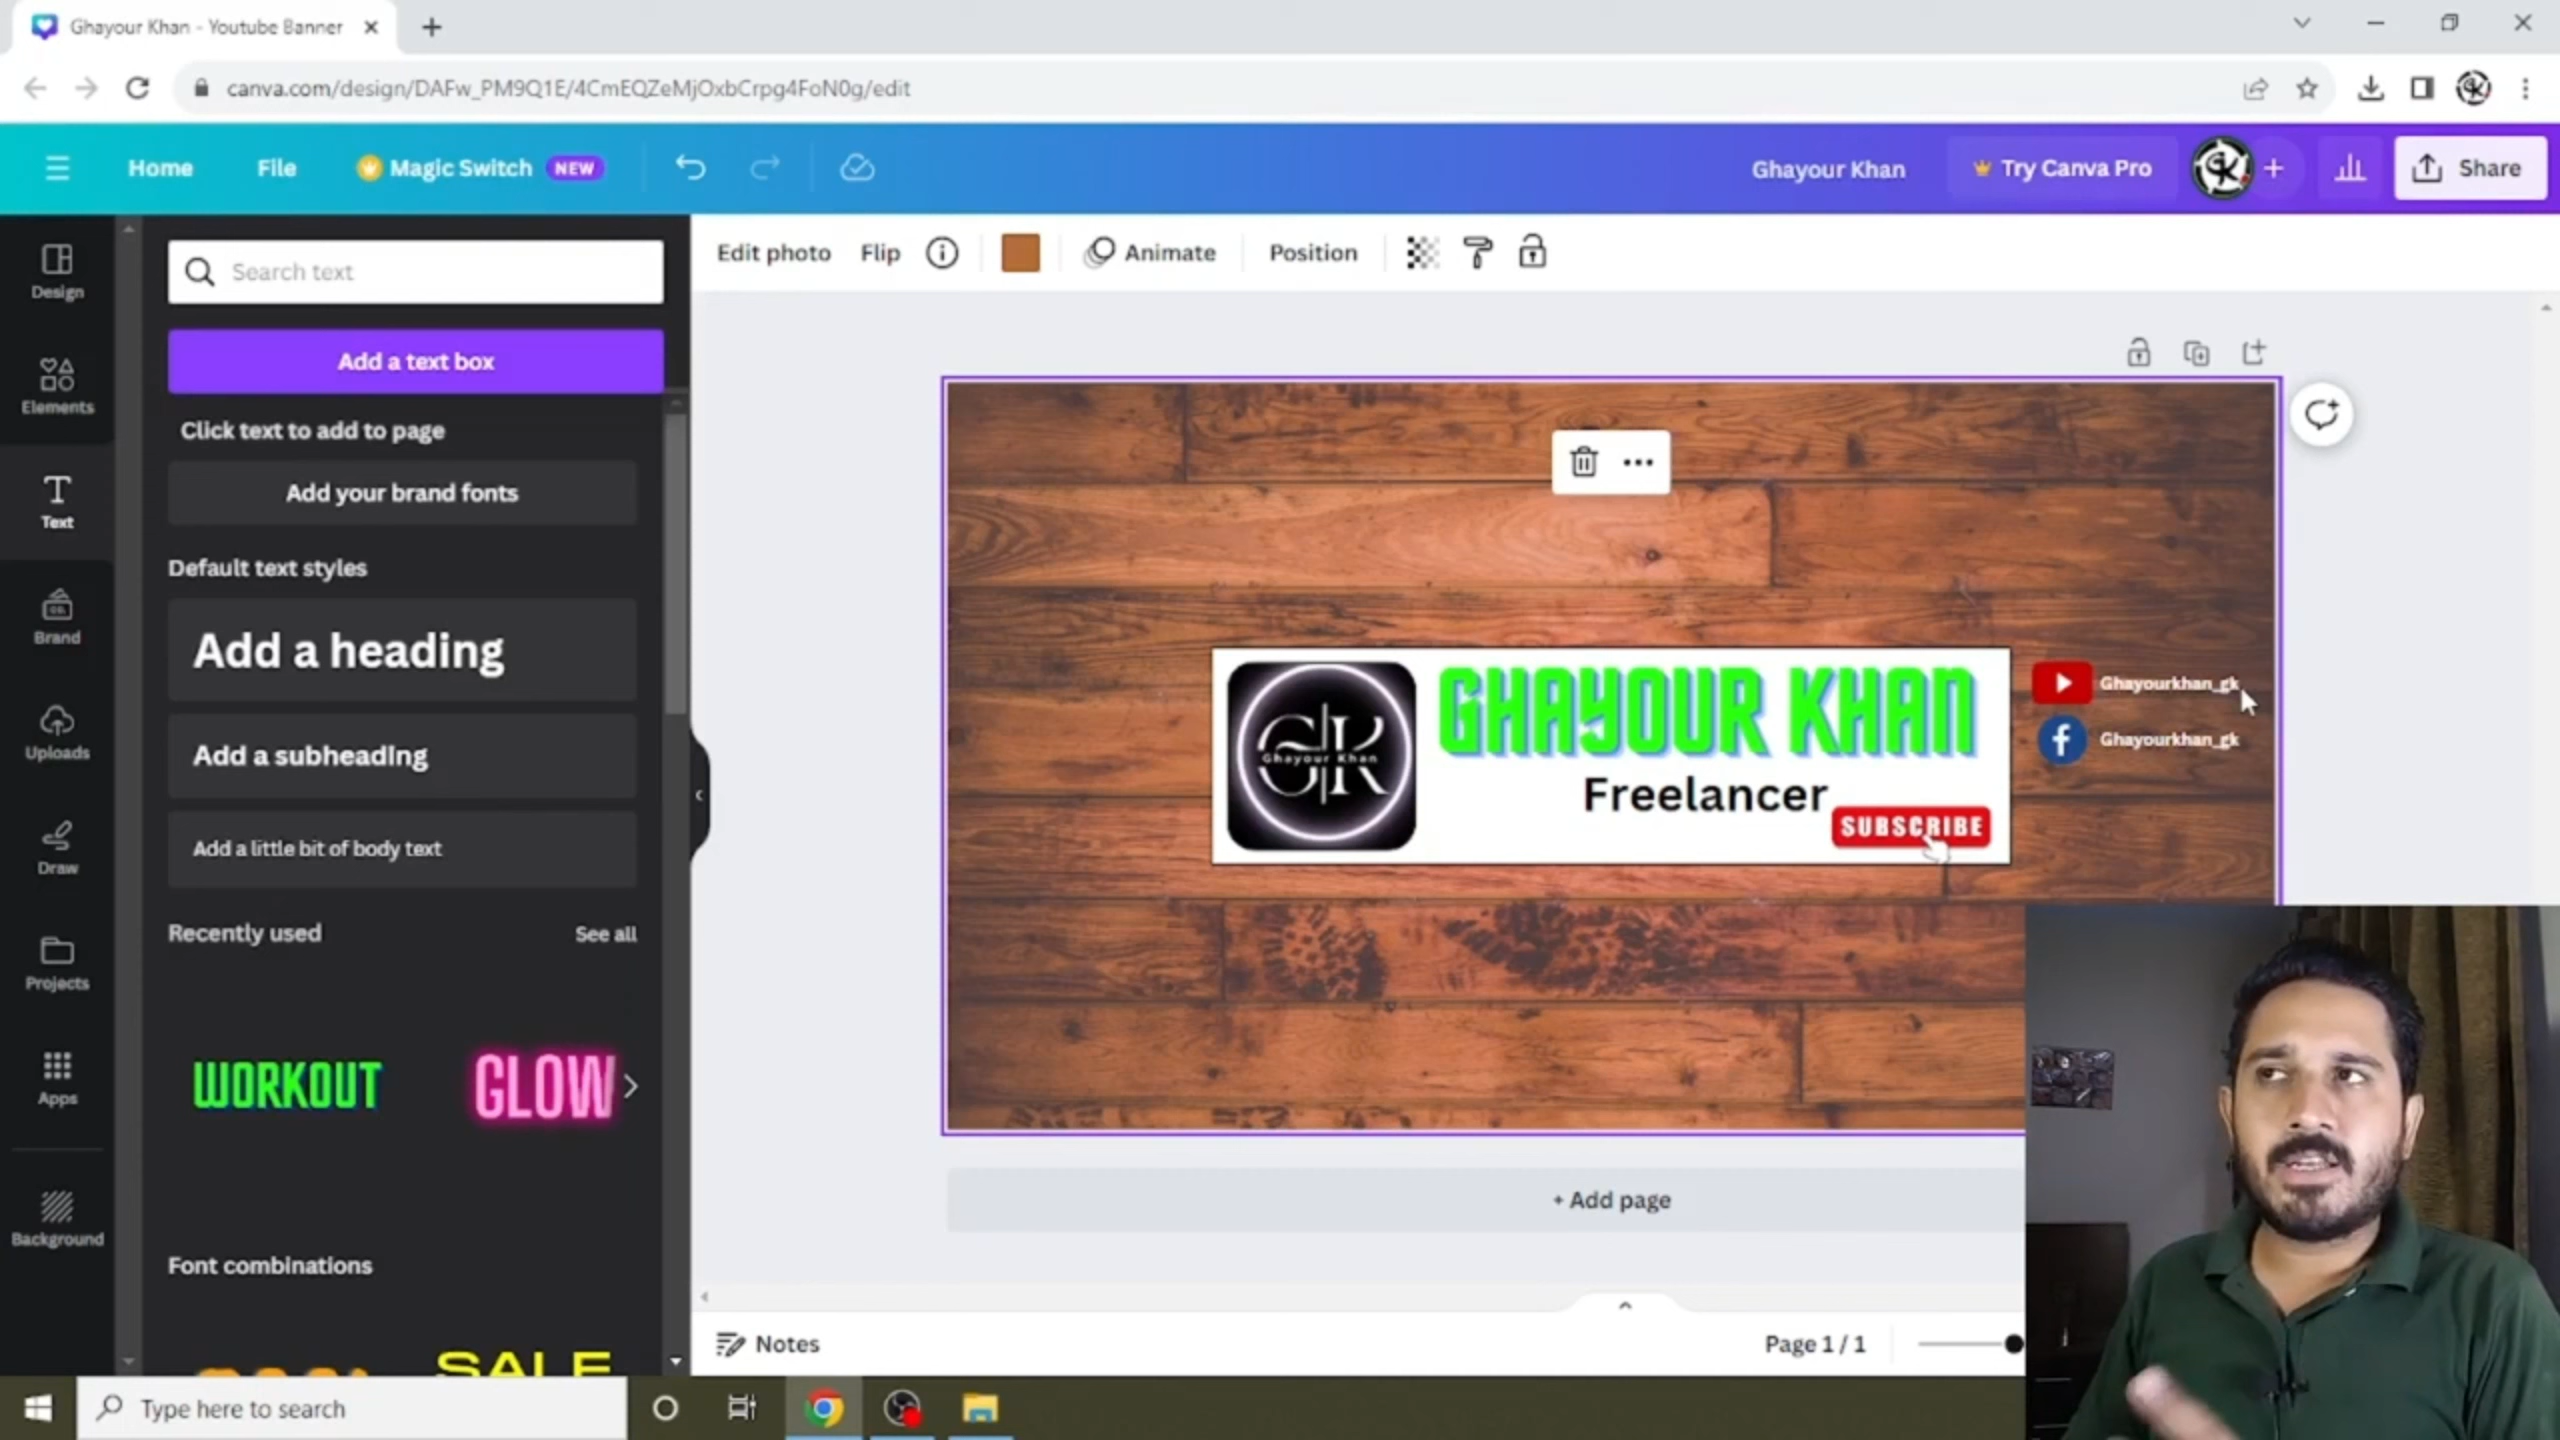 Ghayour Khan - Youtube Banner
canva.com/design/DAFw_PM9Q1E/4CmEQZeMjOxbCrpg4FoN0g/edit
Home File Magic Switch NEW
Ghayour Khan Try Canva Pro GK Share
Edit photo Flip Animate Position
Design
Elements
Text
Brand
Uploads
Draw
Projects
Apps
Background
Search text
Add a text box
Click text to add to page
Add your brand fonts
Default text styles
Add a heading
Add a subheading
Add a little bit of body text
Recently used See all
WORKOUT GLOW
Font combinations
SALE
GK
Ghayour Khan
GHAYOUR KHAN
Freelancer
SUBSCRIBE
Ghayourkhan_gk
Ghayourkhan_gk
+ Add page
Notes
Page 1 / 1
Type here to search